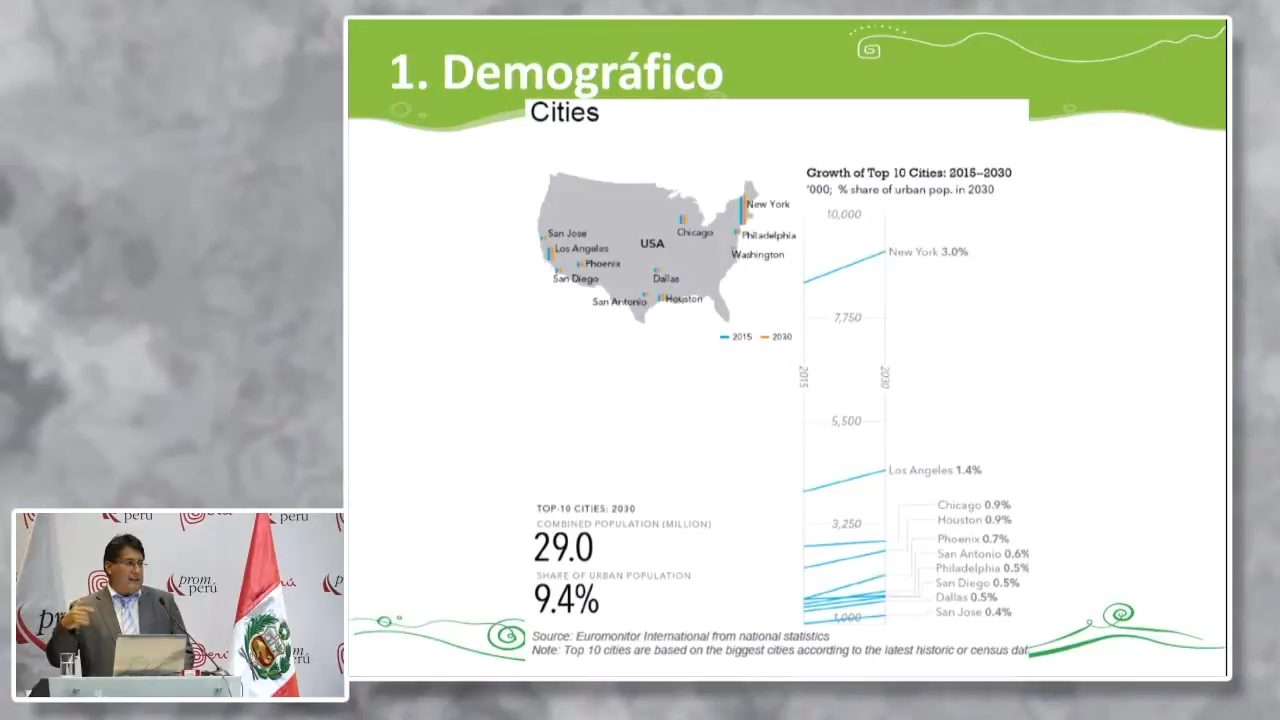 1. Demográfico
Cities
Growth of Top 10 Cities: 2015–2030
'000; % share of urban pop. in 2030
10,000
New York
New York 3.0%
San Jose
Chicago
Philadelphia
USA
Los Angeles
Washington
Phoenix
San Diego
Dallas
San Antonio
Houston
7,750
2015
2030
2015
2030
5,500
Los Angeles 1.4%
TOP-10 CITIES: 2030
COMBINED POPULATION (MILLION)
29.0
SHARE OF URBAN POPULATION
9.4%
3,250
Chicago 0.9%
Houston 0.9%
Phoenix 0.7%
San Antonio 0.6%
Philadelphia 0.5%
San Diego 0.5%
Dallas 0.5%
San Jose 0.4%
1,000
Source: Euromonitor International from national statistics
Note: Top 10 cities are based on the biggest cities according to the latest historic or census dat
perú
perú
prom
perú